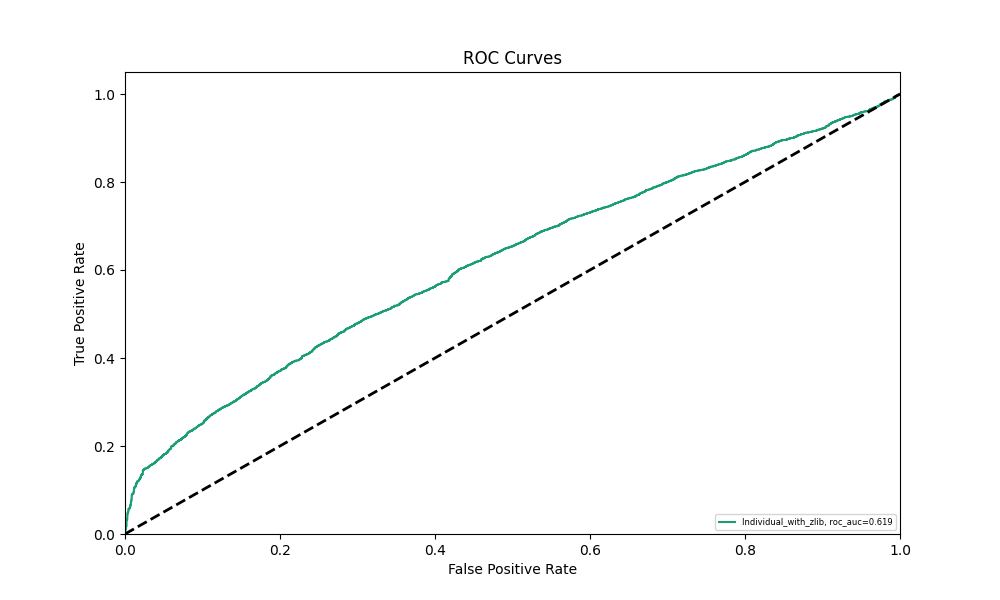 ROC Curves
True Positive Rate
1.0
0.8
0.6
0.4
0.2
0.0
Individual_with_zlib, roc_auc=0.619
0.0 0.2 0.4 0.6 0.8 1.0
False Positive Rate